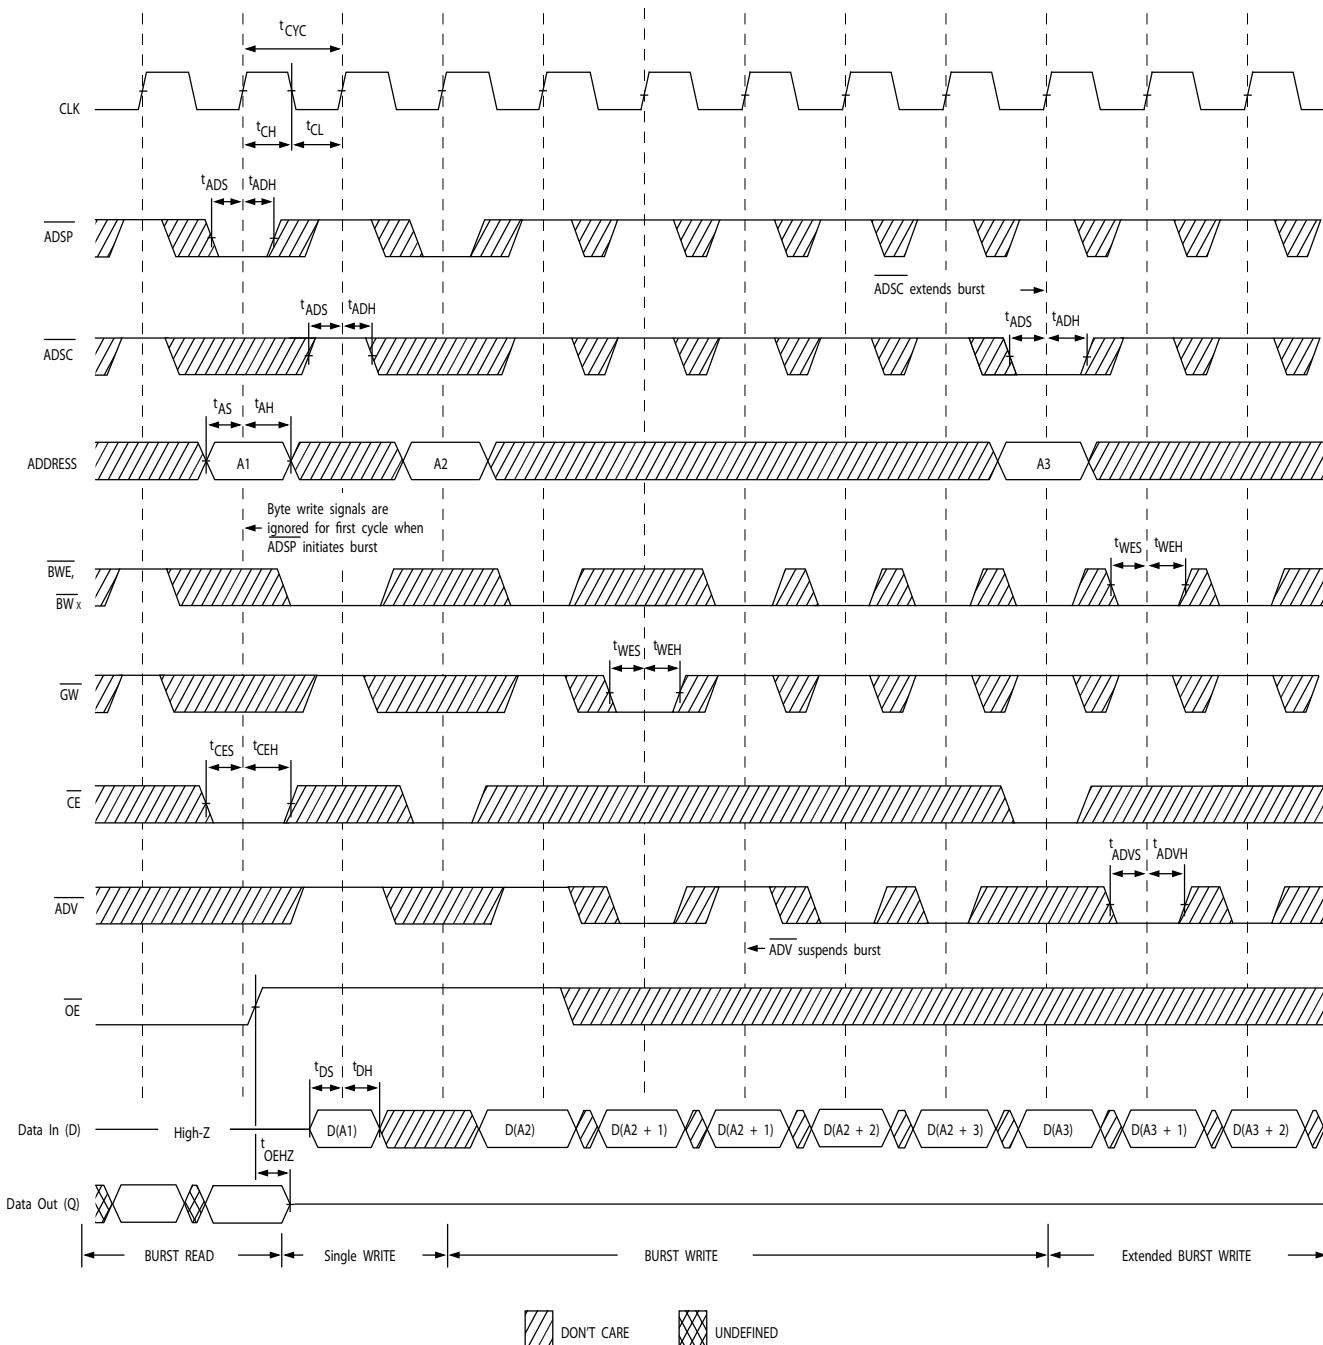 tCYC
CLK
tCH tCL
tADS tADH
ADSP
ADSC extends burst
tADS tADH
tADS tADH
ADSC
tAS tAH
ADDRESS A1 A2 A3
Byte write signals are
ignored for first cycle when
ADSP initiates burst
tWES tWEH
BWE,
BW x
tWES tWEH
GW
tCES tCEH
CE
tADVS tADVH
ADV
ADV suspends burst
OE
tDS tDH
Data In (D) High-Z D(A1) D(A2) D(A2 + 1) D(A2 + 1) D(A2 + 2) D(A2 + 3) D(A3) D(A3 + 1) D(A3 + 2)
tOEHZ
Data Out (Q)
BURST READ Single WRITE BURST WRITE Extended BURST WRITE
DON'T CARE UNDEFINED